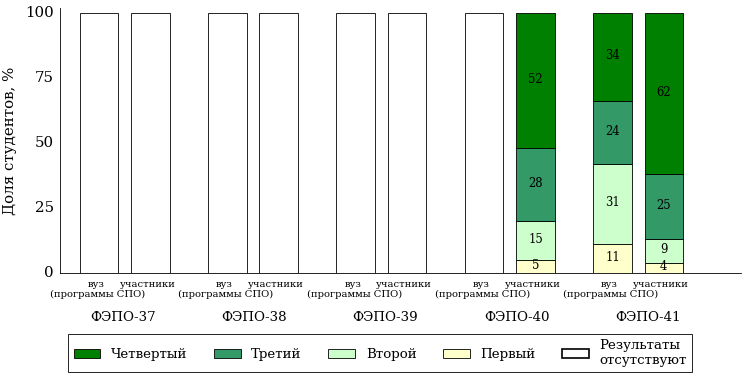 Доля студентов, %
100
75
50
25
0
52
28
15
5
34
24
31
11
62
25
9
4
вуз участники вуз участники вуз участники вуз участники вуз участники
(программы СПО) (программы СПО) (программы СПО) (программы СПО) (программы СПО)
ФЭПО-37 ФЭПО-38 ФЭПО-39 ФЭПО-40 ФЭПО-41
Четвертый Третий Второй Первый Результаты
отсутствуют